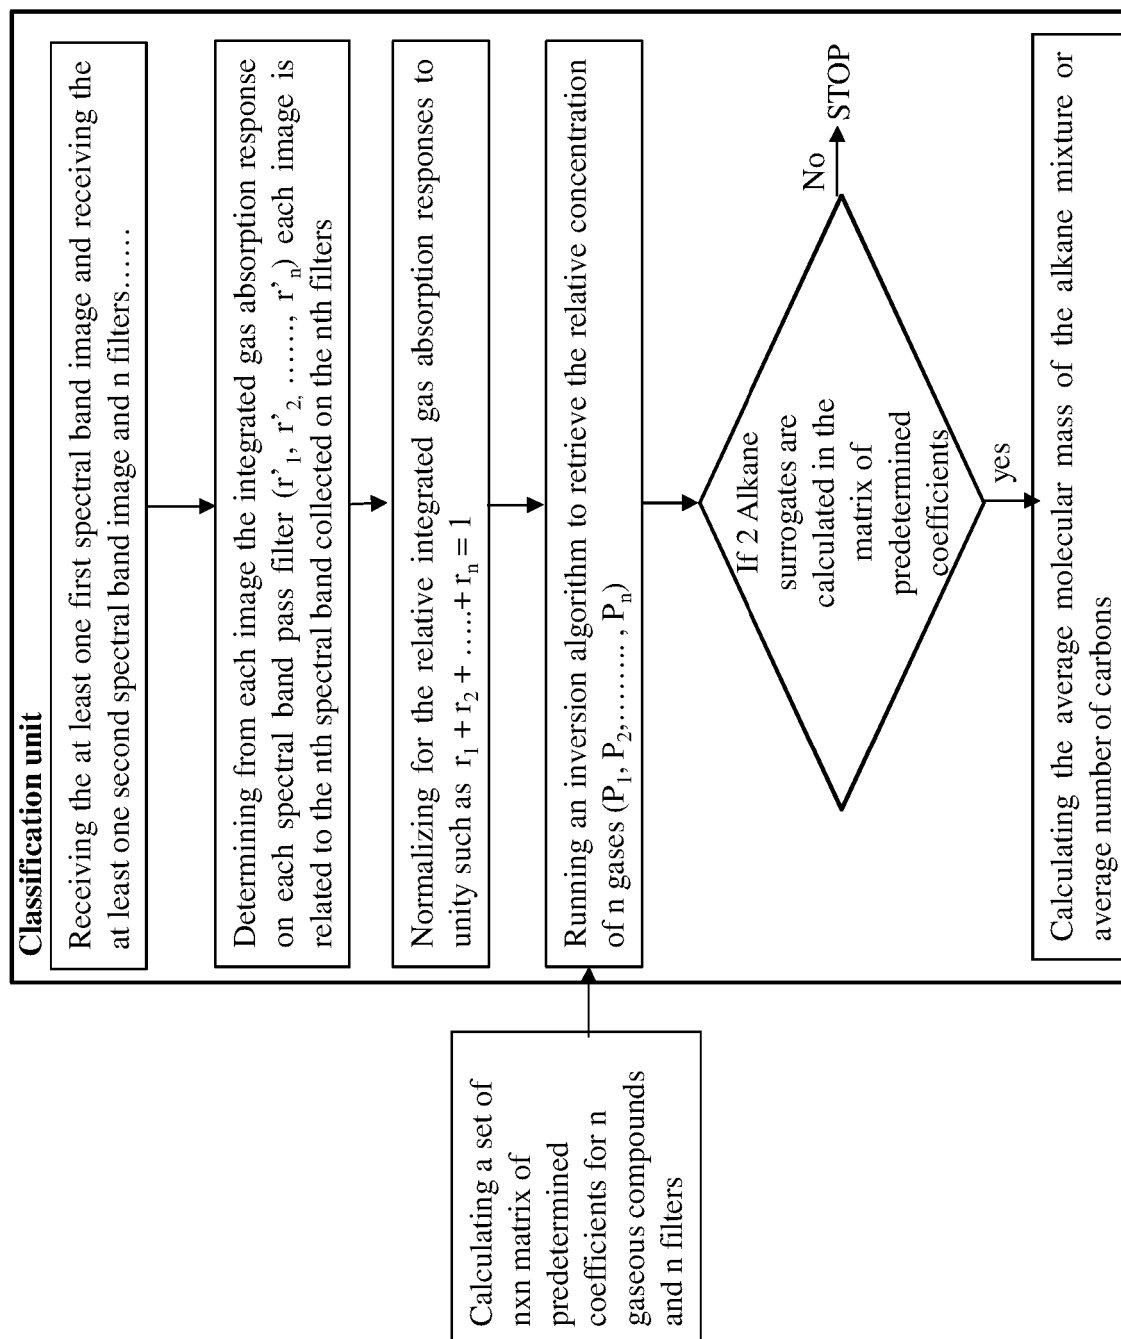 Classification unit
Receiving the at least one first spectral band image and receiving the
at least one second spectral band image and n filters……
Determining from each image the integrated gas absorption response
on each spectral band pass filter (r’1, r’2, ……, r’n) each image is
related to the nth spectral band collected on the nth filters
Normalizing for the relative integrated gas absorption responses to
unity such as r1 + r2 + …..+ rn = 1
Running an inversion algorithm to retrieve the relative concentration
of n gases (P1, P2,…….., Pn)
If 2 Alkane
surrogates are
calculated in the
matrix of
predetermined
coefficients
No
STOP
yes
Calculating the average molecular mass of the alkane mixture or
average number of carbons
Calculating a set of
nxn matrix of
predetermined
coefficients for n
gaseous compounds
and n filters